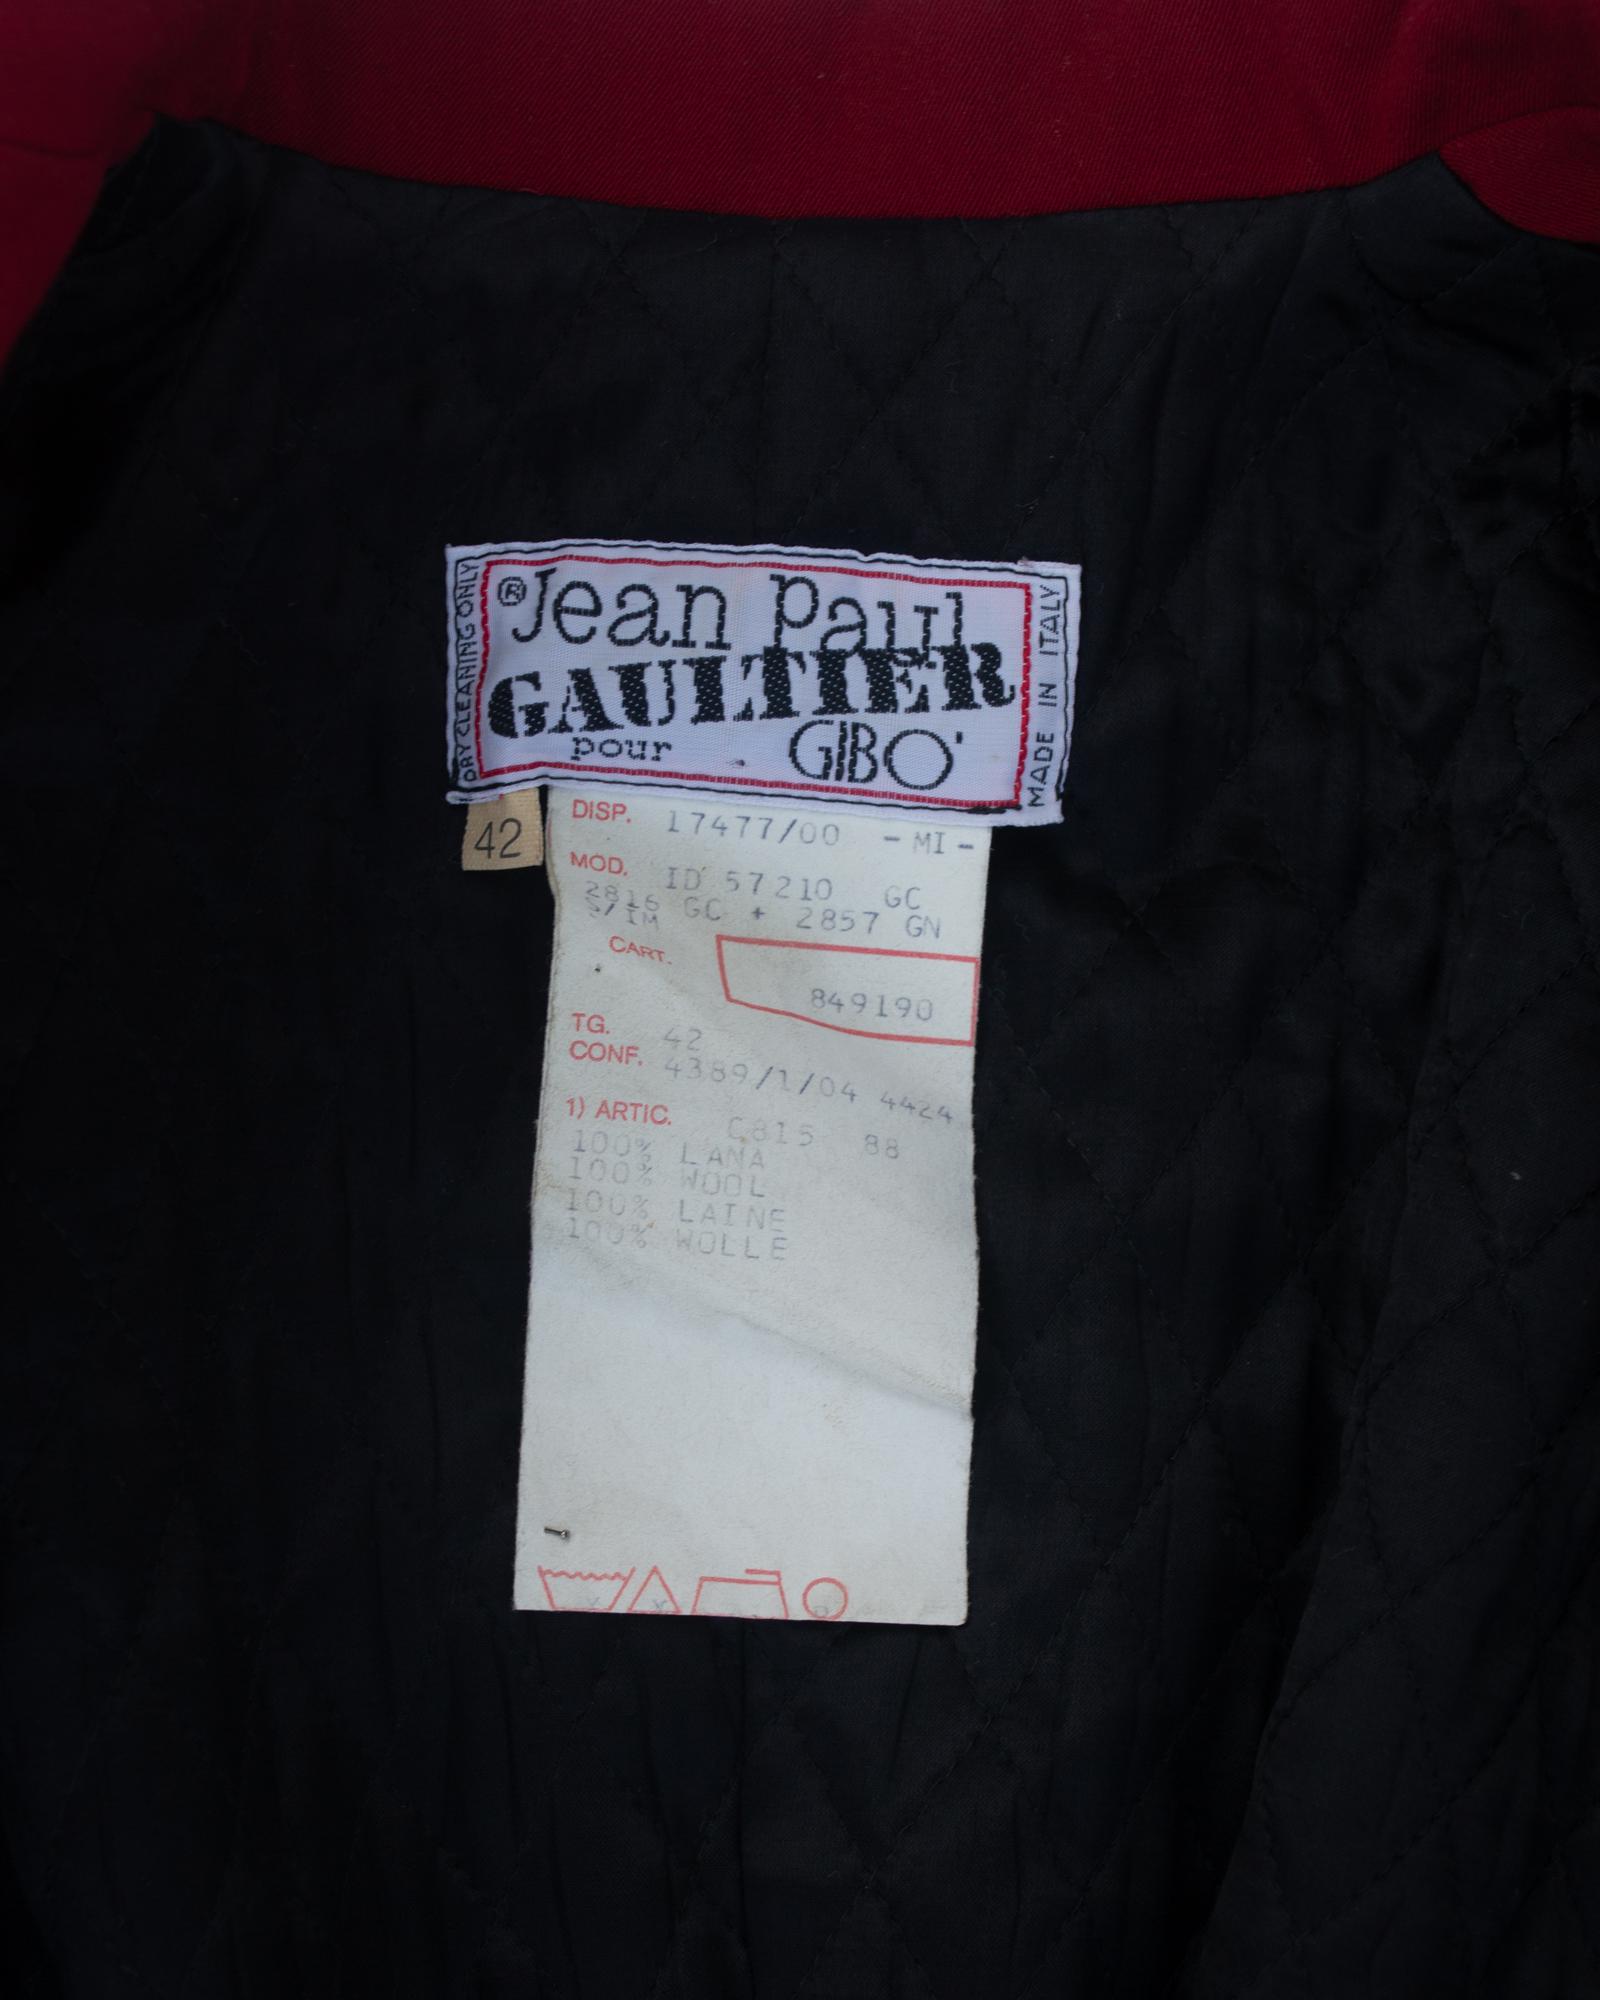 DRY CLEANING ONLY
® Jean Paul
GAULTIER
pour GIBO'
MADE IN ITALY
42
DISP. 17477/00 - MI -
MOD. ID 57210 GC
2816 GC + 2857 GN
S/IM
CART. 849190
TG. 42
CONF. 4389/1/04 4424
1) ARTIC. C815 88
100% LANA
100% WOOL
100% LAINE
100% WOLLE